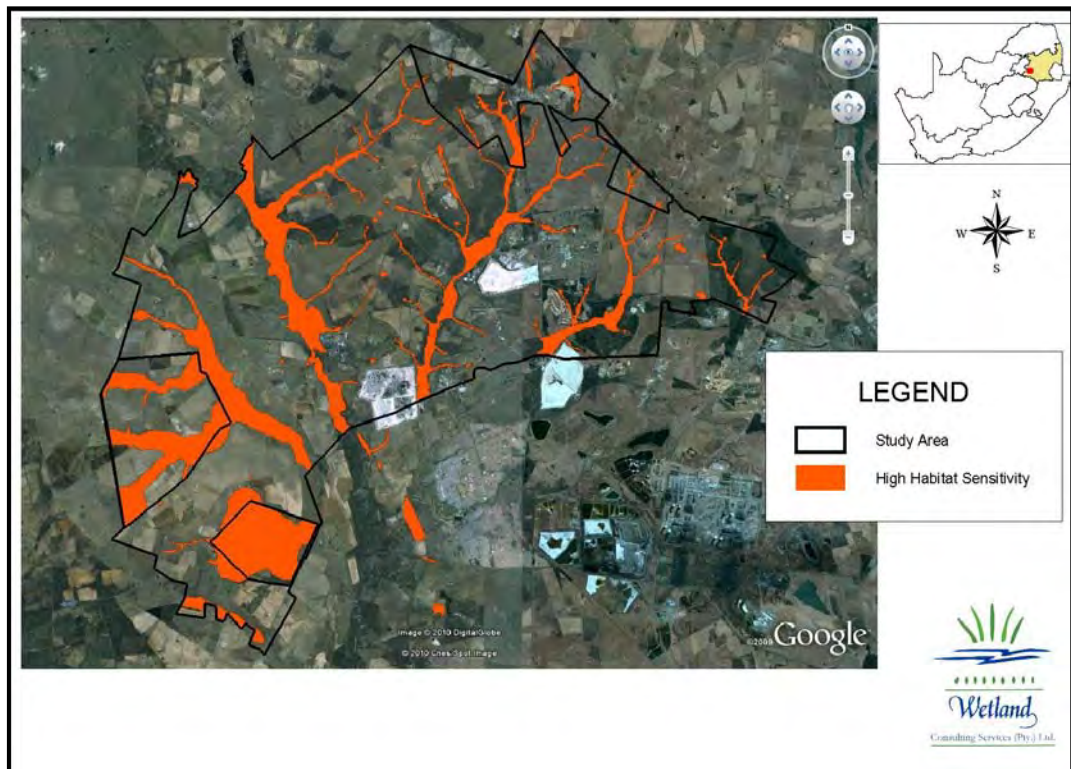 N
N
W
E
S
LEGEND
Study Area
High Habitat Sensitivity
Image © 2010 DigitalGlobe
© 2010 Cnes/Spot Image
Google
Wetland
Consulting Services (Pty.) Ltd.